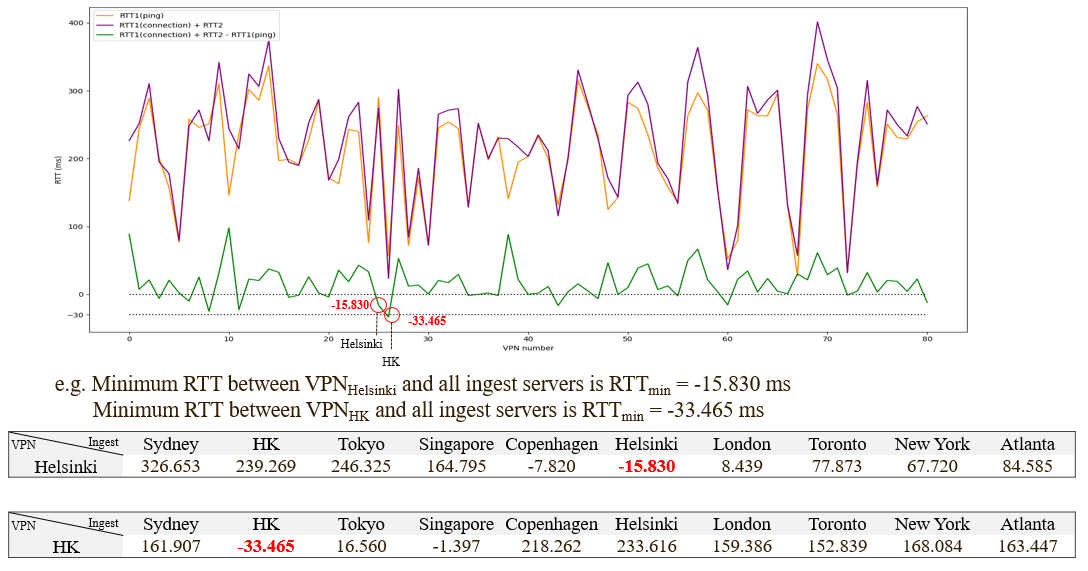 RTT1(ping)
RTT1(connection) + RTT2
RTT1(connection) + RTT2 - RTT1(ping)
400
300
200
100
0
−30
RTT (ms)
0 10 20 30 40 50 60 70 80
VPN number
-15.830
-33.465
Helsinki
HK
e.g. Minimum RTT between VPN_Helsinki and all ingest servers is RTT_min = -15.830 ms
Minimum RTT between VPN_HK and all ingest servers is RTT_min = -33.465 ms
VPN Ingest Sydney HK Tokyo Singapore Copenhagen Helsinki London Toronto New York Atlanta
Helsinki 326.653 239.269 246.325 164.795 -7.820 -15.830 8.439 77.873 67.720 84.585
VPN Ingest Sydney HK Tokyo Singapore Copenhagen Helsinki London Toronto New York Atlanta
HK 161.907 -33.465 16.560 -1.397 218.262 233.616 159.386 152.839 168.084 163.447